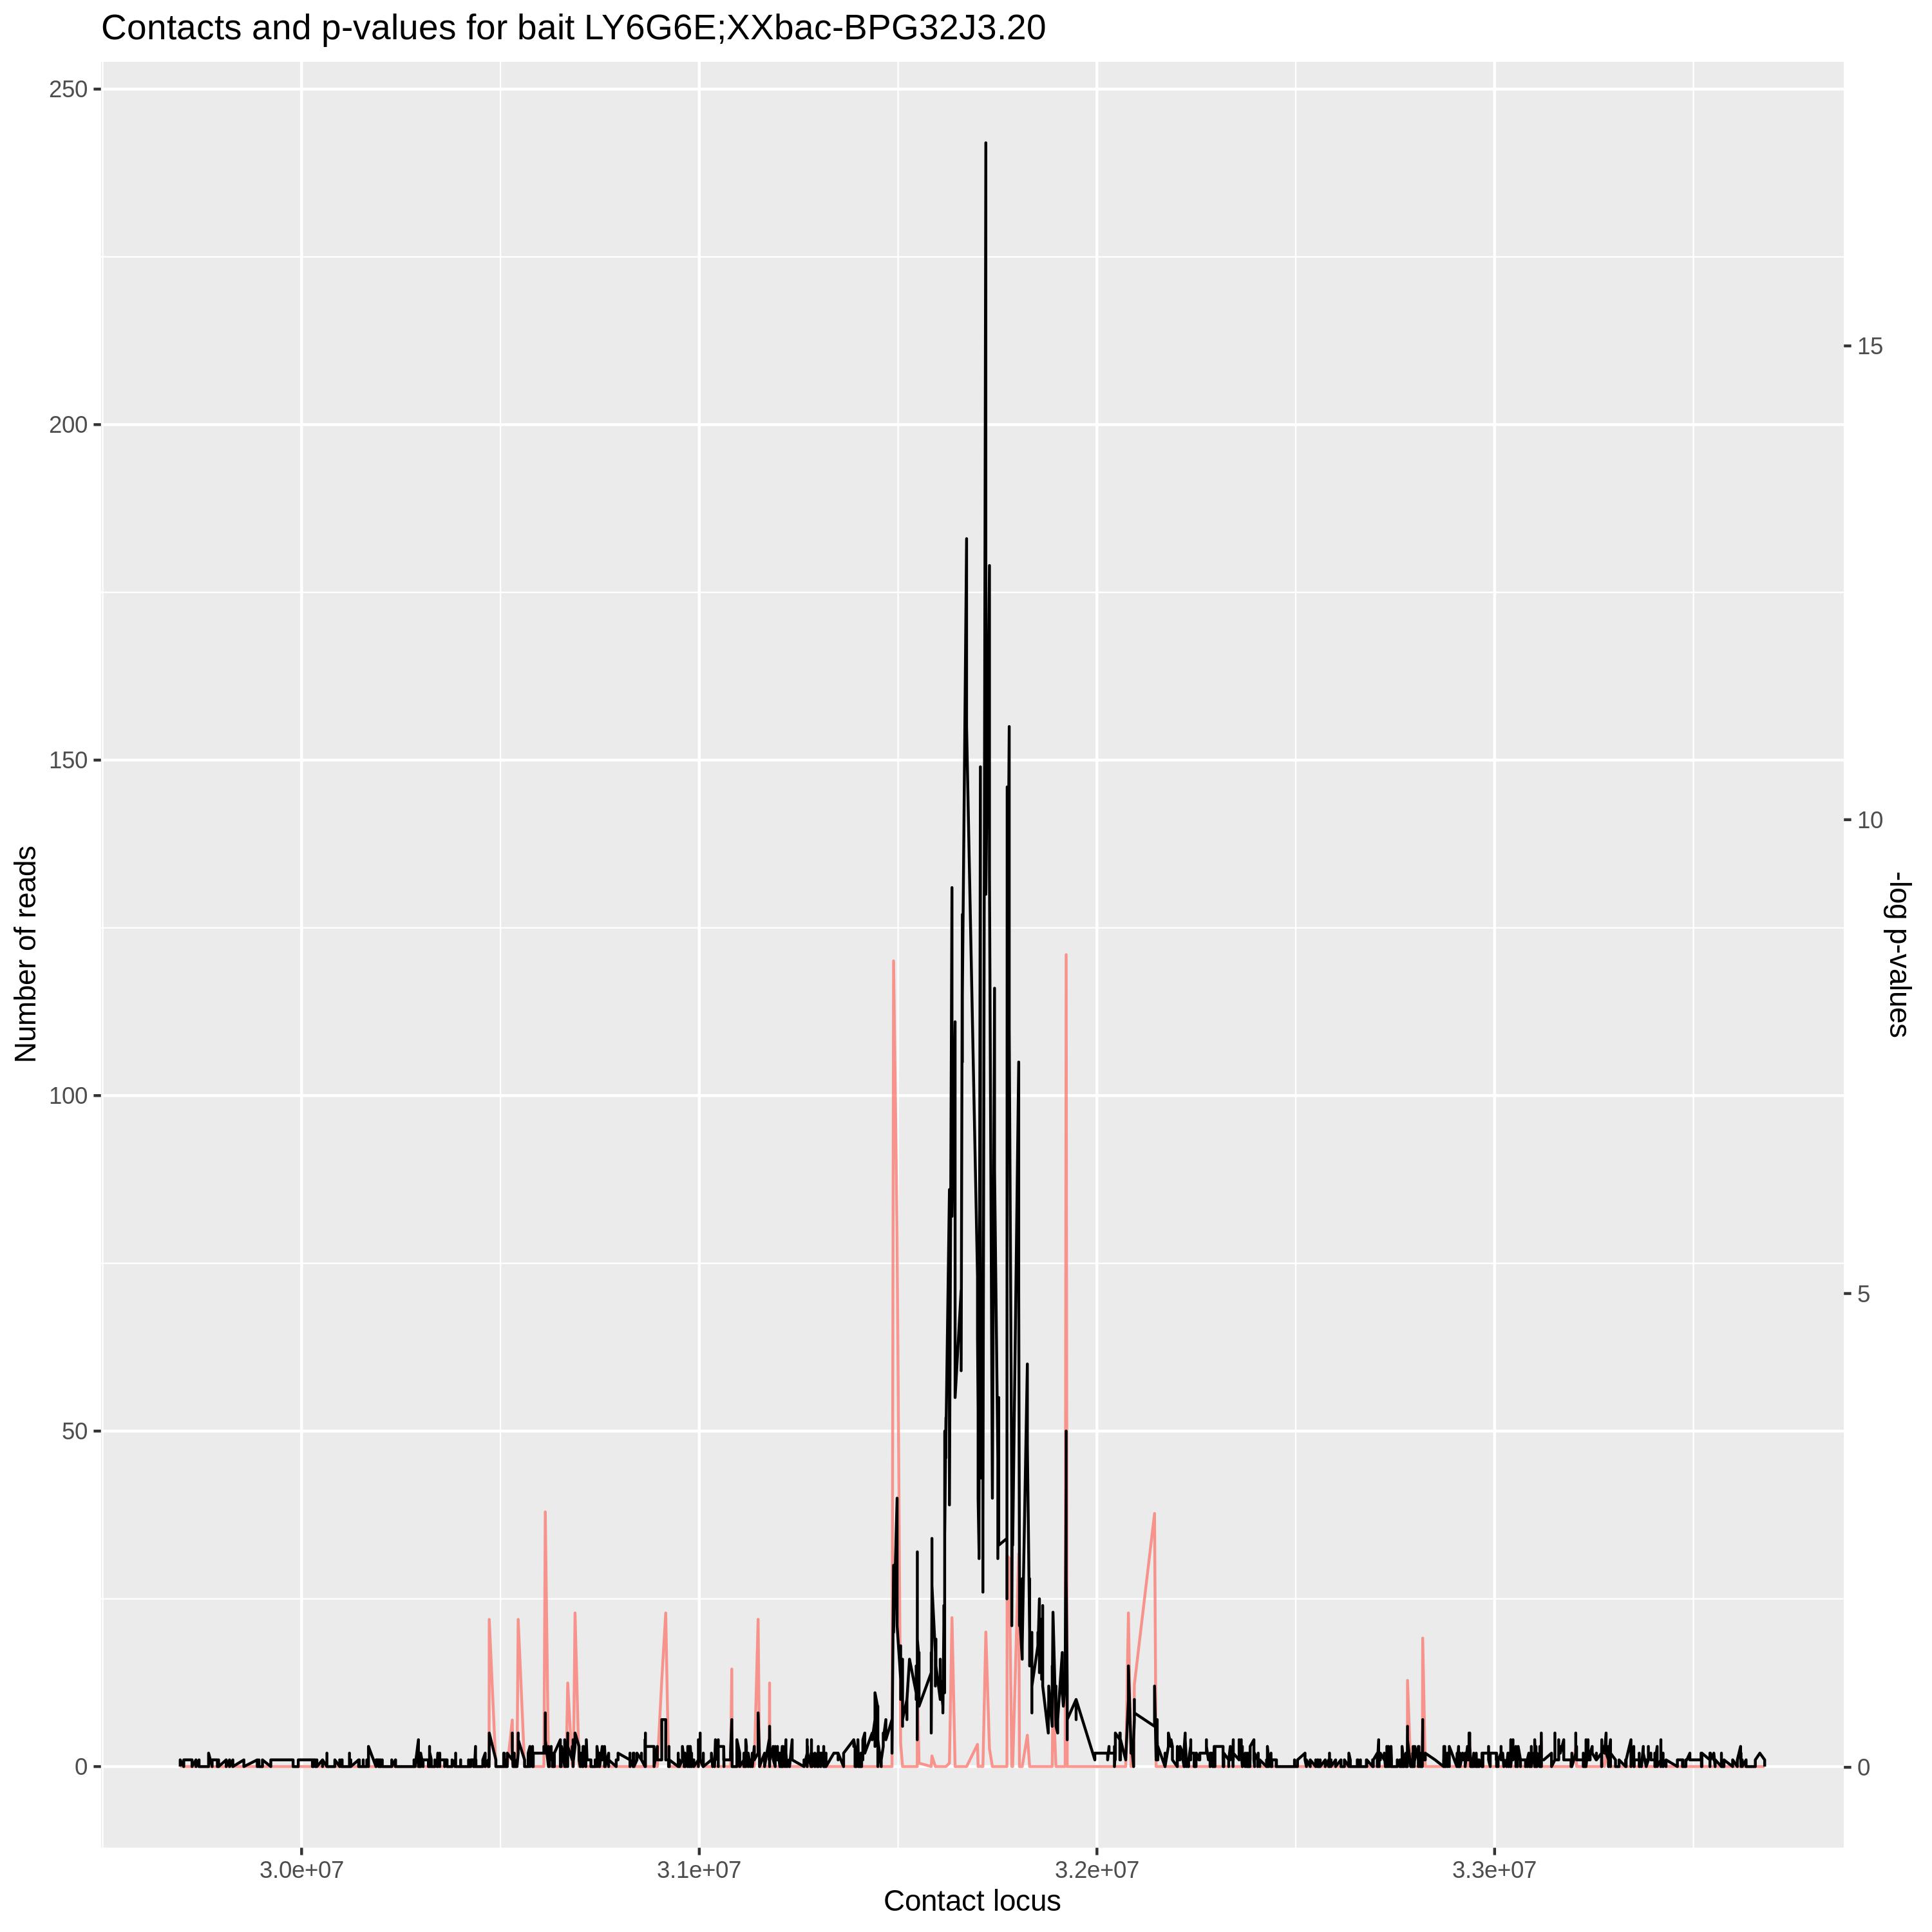 Contacts and p-values for bait LY6G6E;XXbac-BPG32J3.20
250
200
150
100
50
0
Number of reads
15
10
5
0
-log p-values
3.0e+07
3.1e+07
3.2e+07
3.3e+07
Contact locus